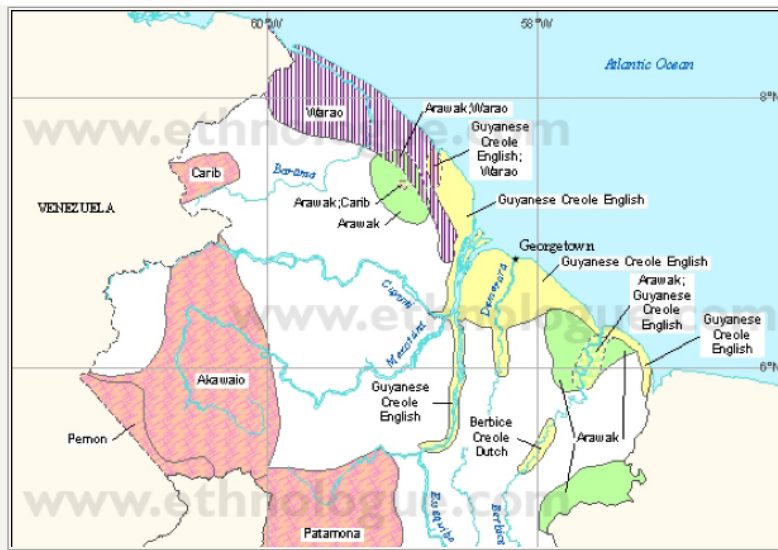 60°W
58°W
Atlantic Ocean
8°N
Warao
Arawak;Warao
www.ethnologue.com
Guyanese
Creole
English;
Warao
Carib
Barama
Arawak;Carib
Arawak
Guyanese Creole English
VENEZUELA
Georgetown
Guyanese Creole English
Demerara
Arawak;
Guyanese
Creole
English
Cuyuni
www.ethnologue.com
Guyanese
Creole
English
Mazaruni
6°N
Akawaio
Guyanese
Creole
English
Pemon
Berbice
Creole
Dutch
Arawak
www.ethnologue.com
Essequibo
Berbice
Patamona